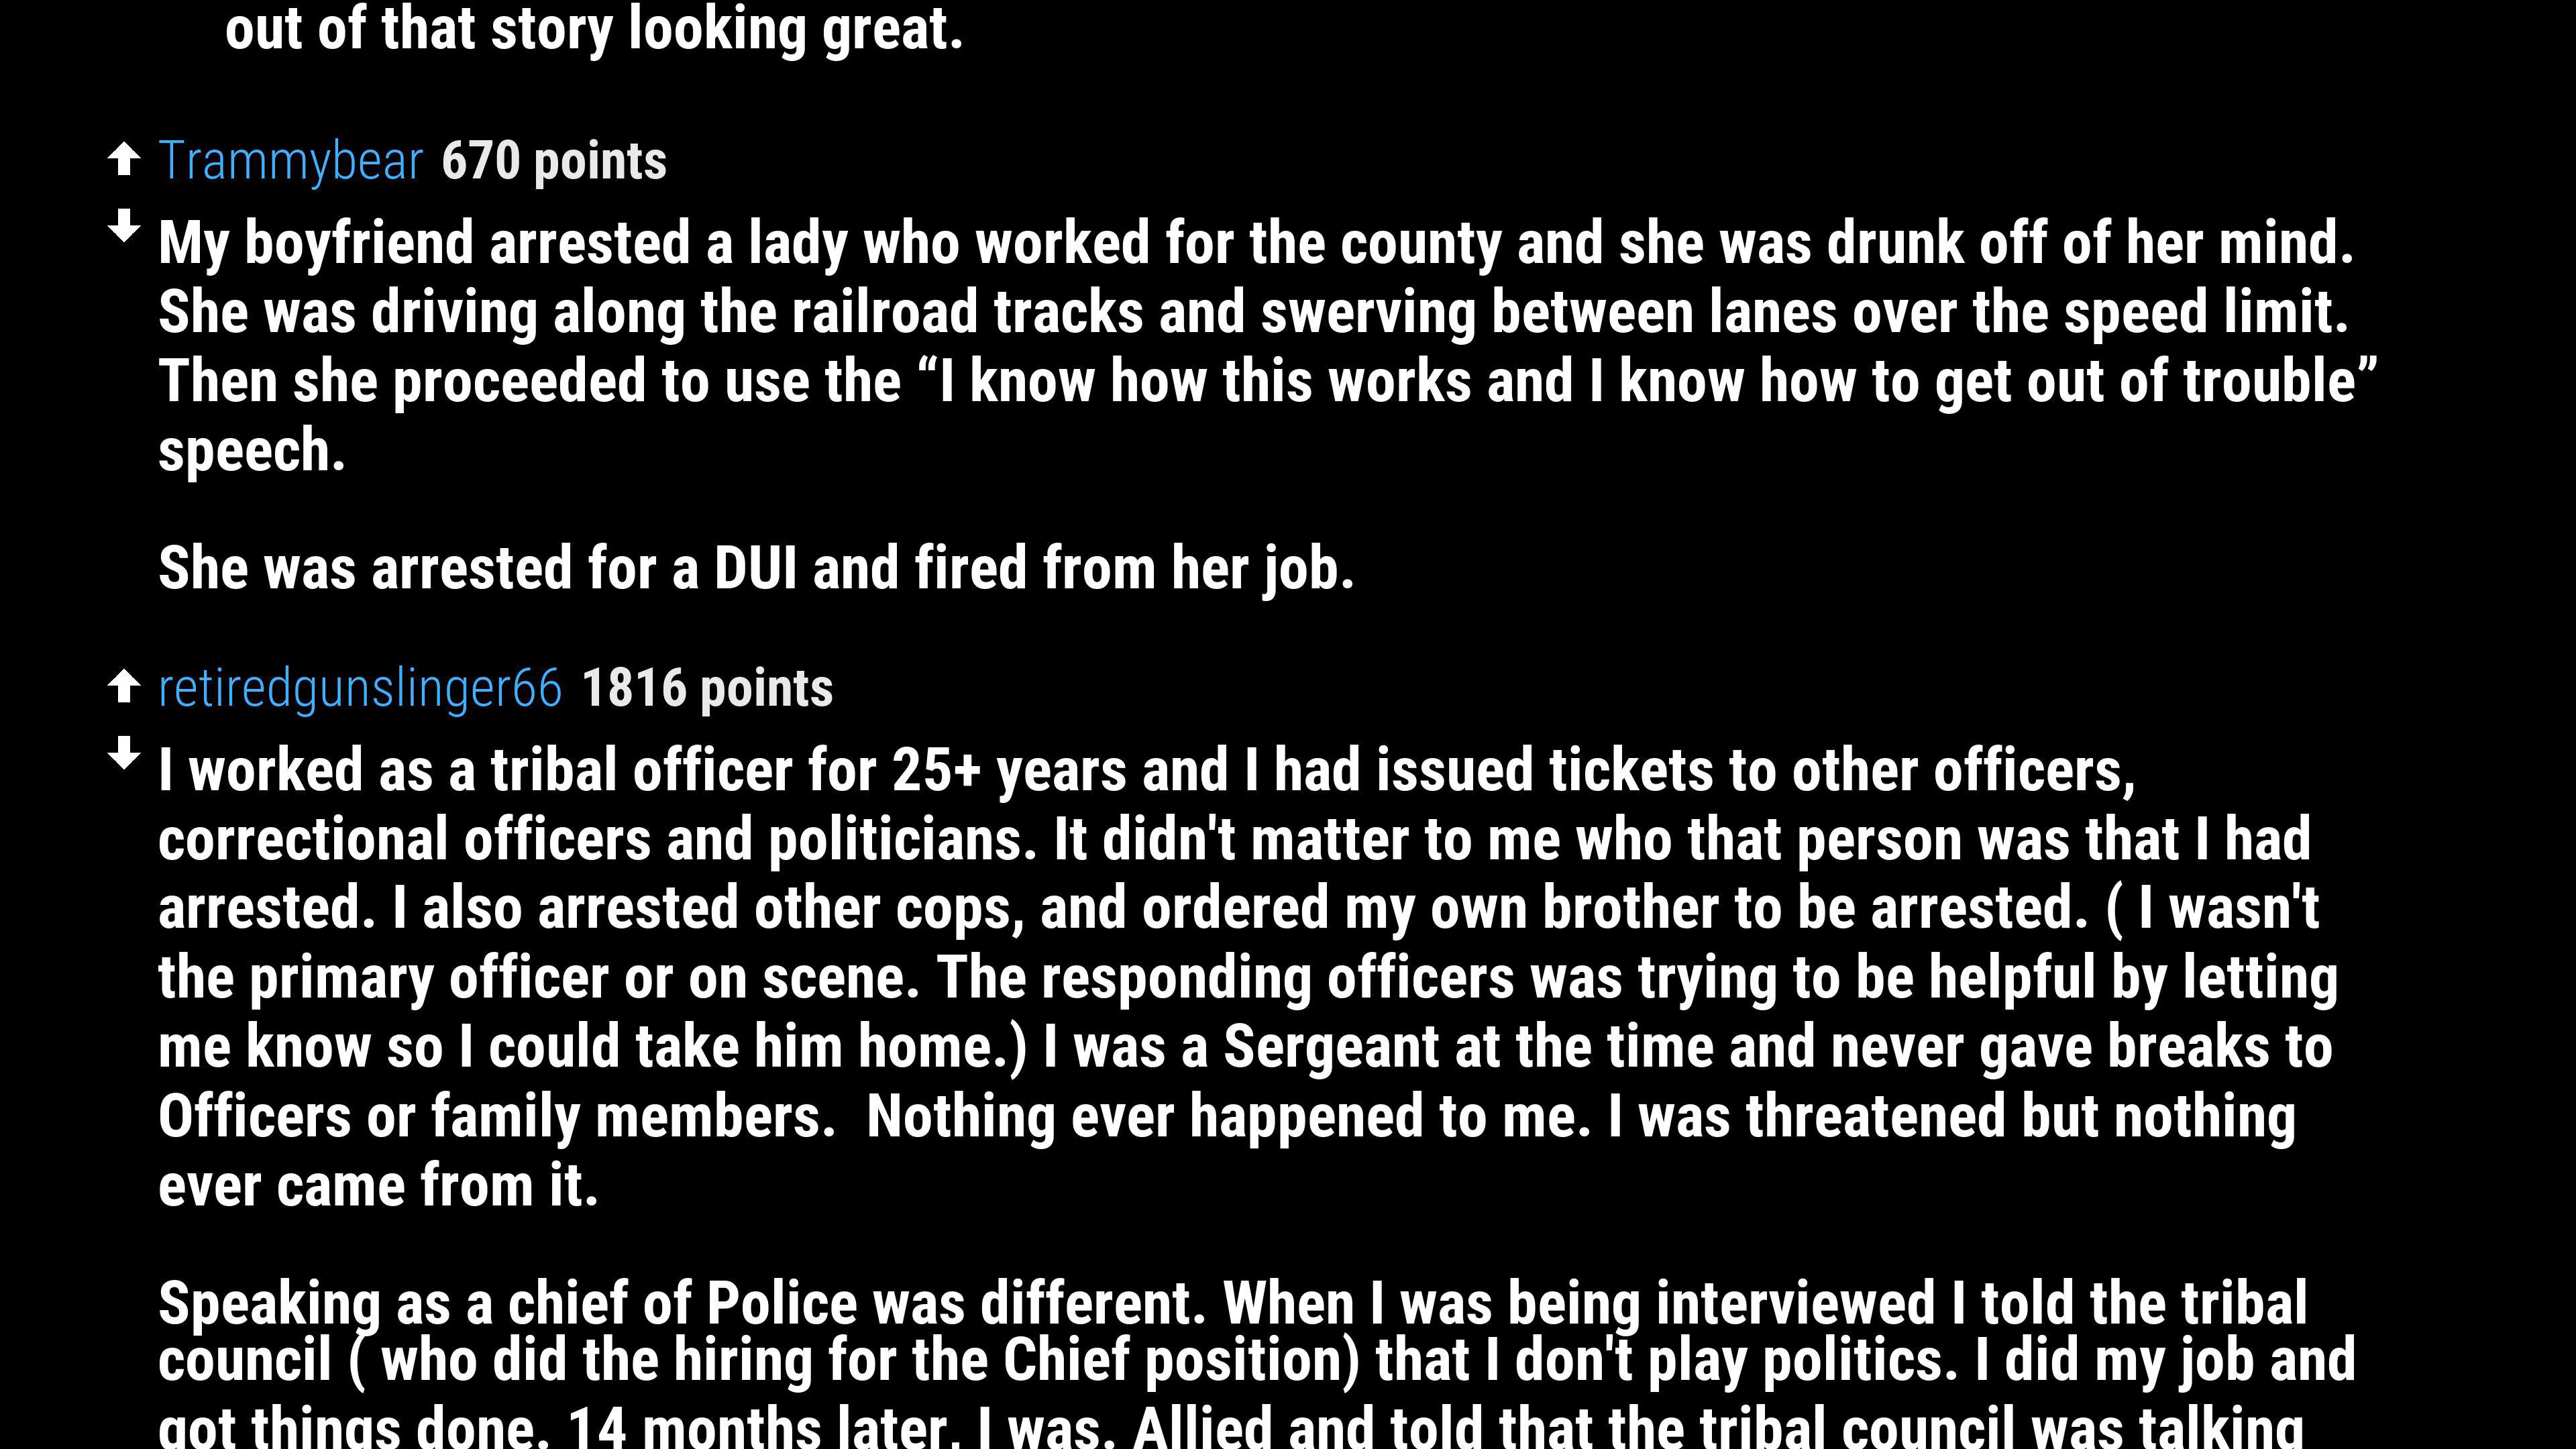 out of that story looking great.
Trammybear 670 points
My boyfriend arrested a lady who worked for the county and she was drunk off of her mind.
She was driving along the railroad tracks and swerving between lanes over the speed limit.
Then she proceeded to use the “I know how this works and I know how to get out of trouble”
speech.
She was arrested for a DUI and fired from her job.
retiredgunslinger66 1816 points
I worked as a tribal officer for 25+ years and I had issued tickets to other officers,
correctional officers and politicians. It didn't matter to me who that person was that I had
arrested. I also arrested other cops, and ordered my own brother to be arrested. ( I wasn't
the primary officer or on scene. The responding officers was trying to be helpful by letting
me know so I could take him home.) I was a Sergeant at the time and never gave breaks to
Officers or family members.  Nothing ever happened to me. I was threatened but nothing
ever came from it.
Speaking as a chief of Police was different. When I was being interviewed I told the tribal
council ( who did the hiring for the Chief position) that I don't play politics. I did my job and
got things done. 14 months later, I was. Allied and told that the tribal council was talking